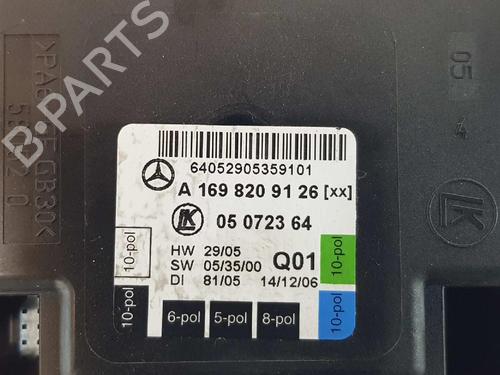 64052905359101
A 169 820 91 26 [xx]
LK 05 0723 64
HW 29/05
SW 05/35/00 Q01
DI 81/05 14/12/06
10-pol
10-pol
10-pol
10-pol
6-pol 5-pol 8-pol
05 4
LK
B